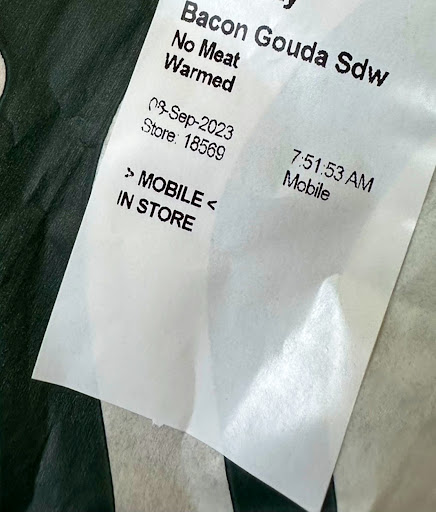 Bacon Gouda Sdw
No Meat
Warmed
08-Sep-2023
Store: 18569
7:51:53 AM
Mobile
> MOBILE <
IN STORE